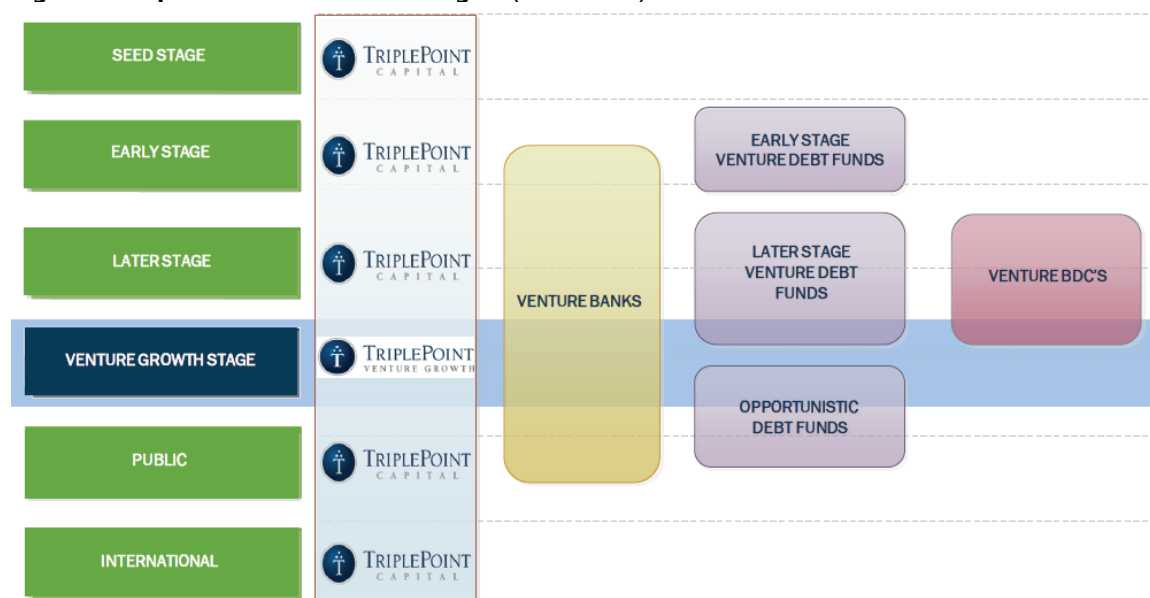 SEED STAGE
TRIPLEPOINT
CAPITAL
EARLY STAGE
TRIPLEPOINT
CAPITAL
EARLY STAGE
VENTURE DEBT FUNDS
LATER STAGE
TRIPLEPOINT
CAPITAL
VENTURE BANKS
LATER STAGE
VENTURE DEBT
FUNDS
VENTURE BDC'S
VENTURE GROWTH STAGE
TRIPLEPOINT
VENTURE GROWTH
OPPORTUNISTIC
DEBT FUNDS
PUBLIC
TRIPLEPOINT
CAPITAL
INTERNATIONAL
TRIPLEPOINT
CAPITAL